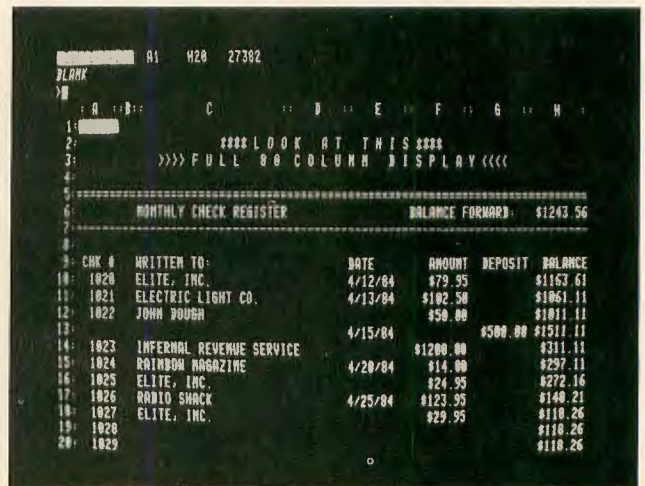 A1 H20 27382
BLANK
>
: A ::B:: C :: D :: E :: F :: G :: H :
1:
2: $$$$ L O O K A T T H I S $$$$
3: >>>> F U L L 8 0 C O L U M N D I S P L A Y <<<<
4:
5:==========================================================================
6: MONTHLY CHECK REGISTER BALANCE FORWARD: $1243.56
7:--------------------------------------------------------------------------
8:
9: CHK # WRITTEN TO: DATE AMOUNT DEPOSIT BALANCE
10: 1020 ELITE, INC. 4/12/84 $79.95 $1163.61
11: 1021 ELECTRIC LIGHT CO. 4/13/84 $102.50 $1061.11
12: 1022 JOHN DOUGH $50.00 $1011.11
13: 4/15/84 $500.00 $1511.11
14: 1023 INFERNAL REVENUE SERVICE $1200.00 $311.11
15: 1024 RAINBOW MAGAZINE 4/20/84 $14.00 $297.11
16: 1025 ELITE, INC. $24.95 $272.16
17: 1026 RADIO SHACK 4/25/84 $123.95 $148.21
18: 1027 ELITE, INC. $29.95 $118.26
19: 1028 $118.26
20: 1029 $118.26